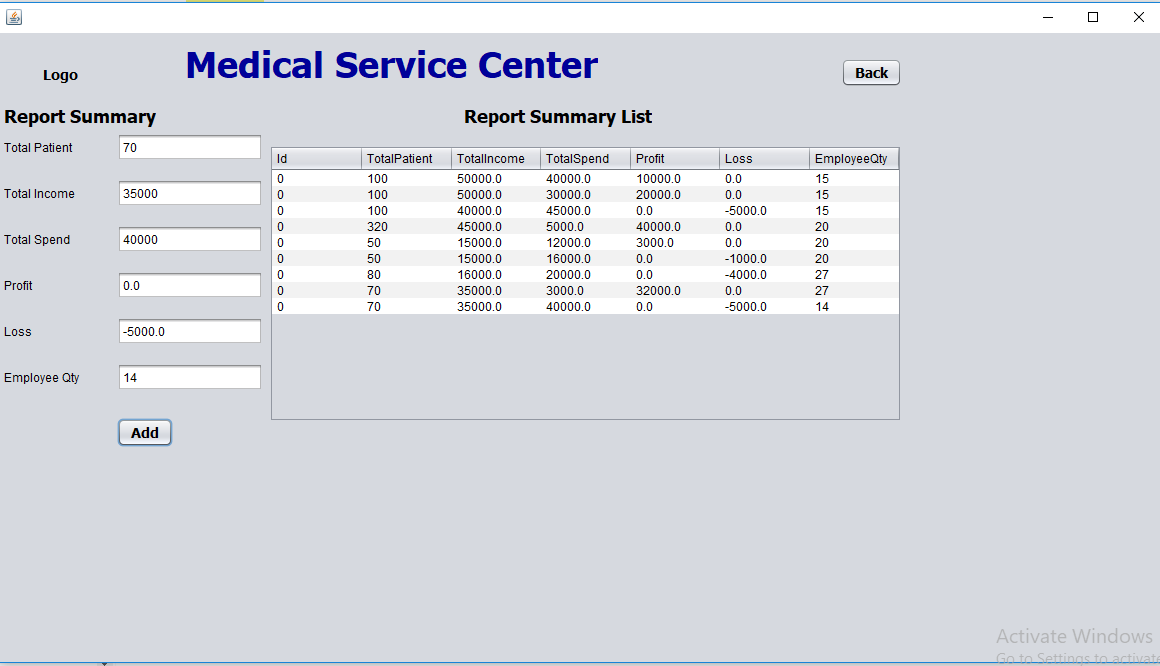 Medical Service Center
Logo
Back
Report Summary
Report Summary List
Total Patient 70
Total Income 35000
Total Spend 40000
Profit 0.0
Loss -5000.0
Employee Qty 14
Add
Id TotalPatient TotalIncome TotalSpend Profit Loss EmployeeQty
0 100 50000.0 40000.0 10000.0 0.0 15
0 100 50000.0 30000.0 20000.0 0.0 15
0 100 40000.0 45000.0 0.0 -5000.0 15
0 320 45000.0 5000.0 40000.0 0.0 20
0 50 15000.0 12000.0 3000.0 0.0 20
0 50 15000.0 16000.0 0.0 -1000.0 20
0 80 16000.0 20000.0 0.0 -4000.0 27
0 70 35000.0 3000.0 32000.0 0.0 27
0 70 35000.0 40000.0 0.0 -5000.0 14
Activate Windows
Go to Settings to activate